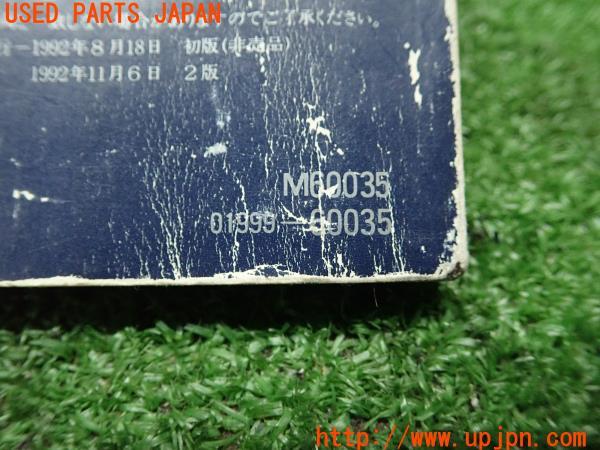 USED PARTS JAPAN
のでご了承ください。
1992年8月18日 初版(非売品)
1992年11月6日 2版
M60035
01999-60035
http://www.upjpn.com/